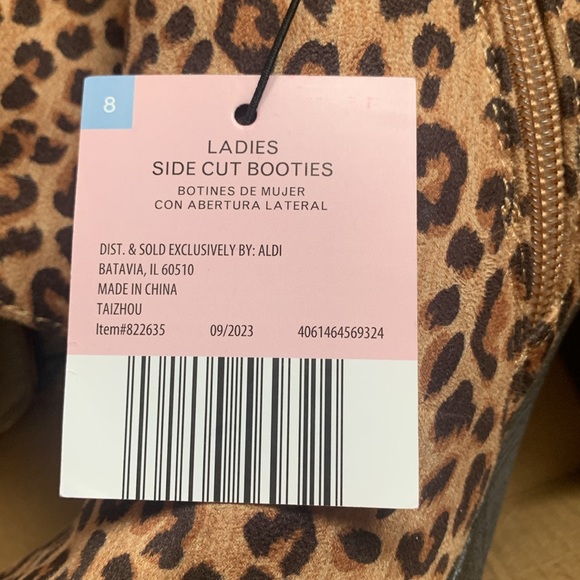 8
LADIES
SIDE CUT BOOTIES
BOTINES DE MUJER
CON ABERTURA LATERAL
DIST. & SOLD EXCLUSIVELY BY: ALDI
BATAVIA, IL 60510
MADE IN CHINA
TAIZHOU
Item#822635 09/2023 4061464569324